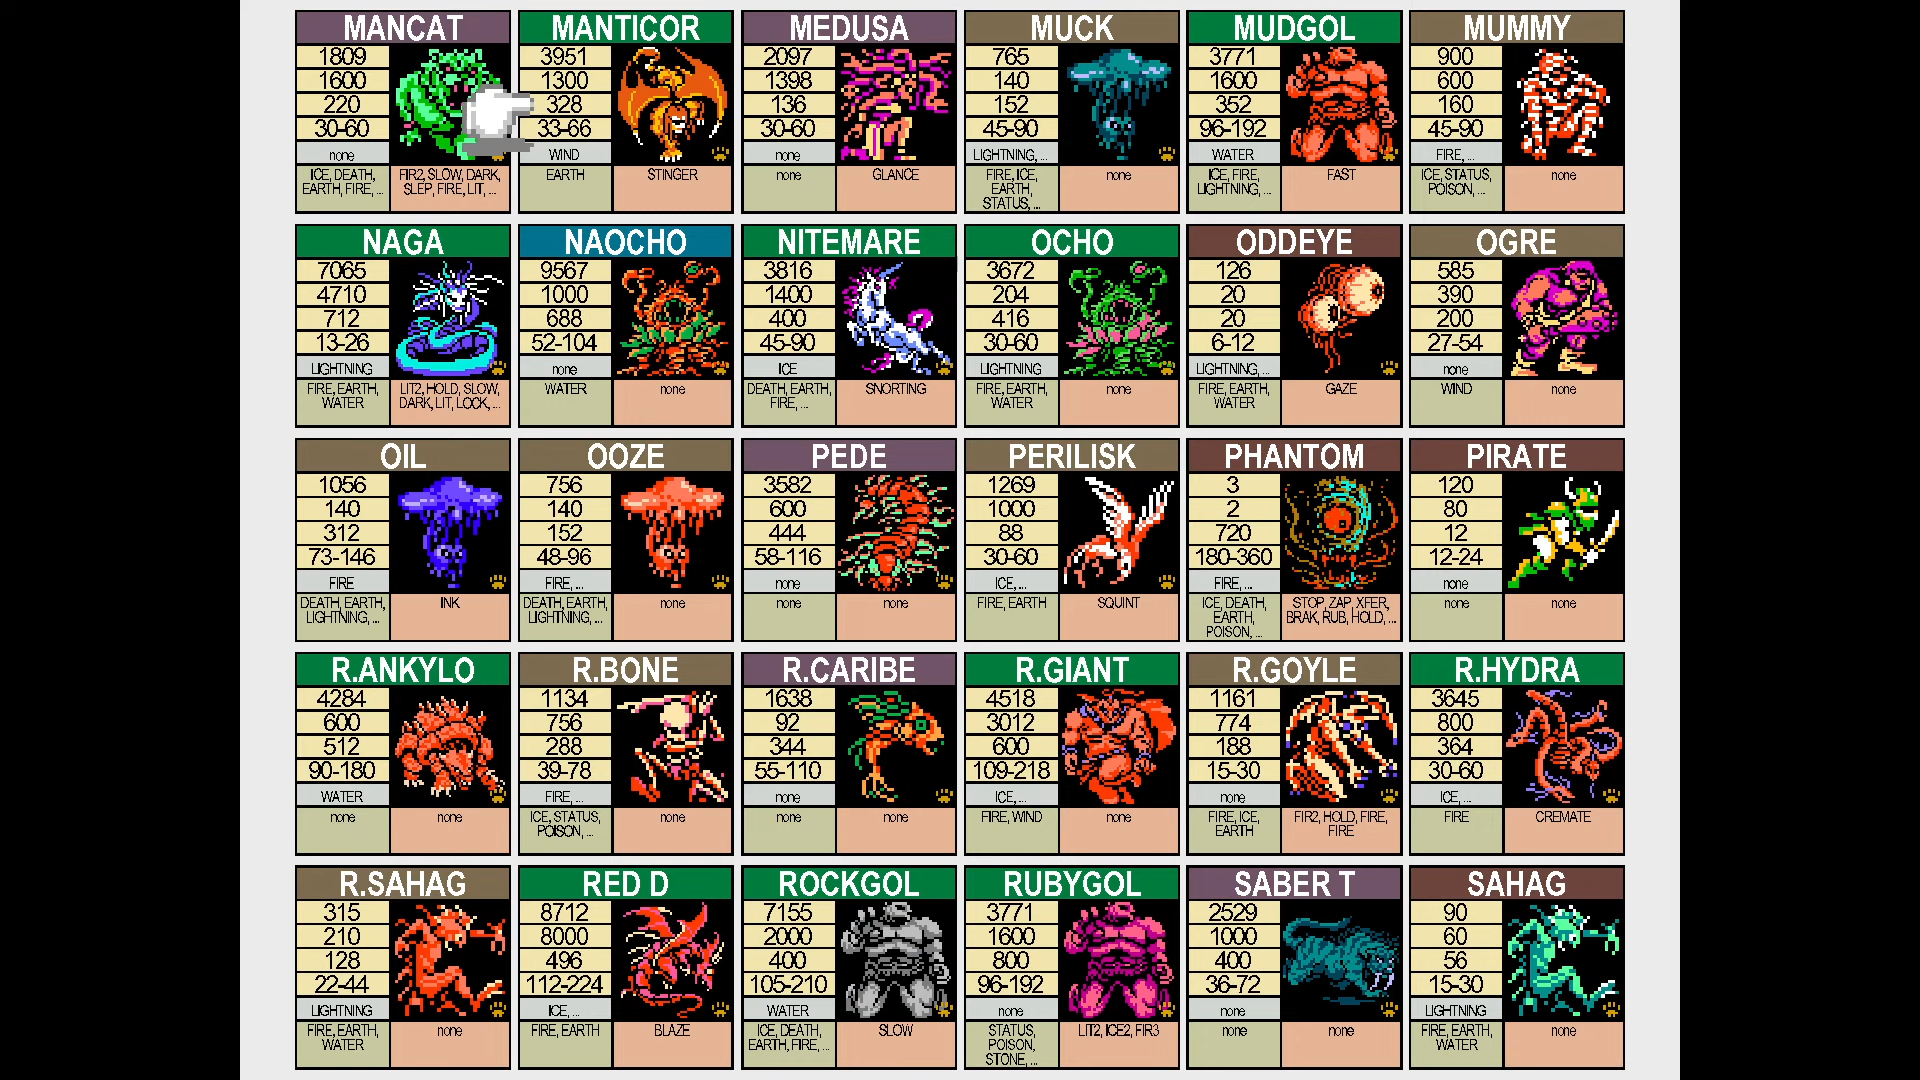 MANCAT
1809
1600
220
30-60
none
ICE, DEATH,
EARTH, FIRE, ...
FIR2, SLOW, DARK,
SLEP, FIRE, LIT, ...
MANTICOR
3951
1300
328
33-66
WIND
EARTH
STINGER
MEDUSA
2097
1398
136
30-60
none
none
GLANCE
MUCK
765
140
152
45-90
LIGHTNING, ...
FIRE, ICE,
EARTH,
STATUS, ...
none
MUDGOL
3771
1600
352
96-192
WATER
ICE, FIRE,
LIGHTNING, ...
FAST
MUMMY
900
600
160
45-90
FIRE, ...
ICE, STATUS,
POISON, ...
none
NAGA
7065
4710
712
13-26
LIGHTNING
FIRE, EARTH,
WATER
LIT2, HOLD, SLOW,
DARK, LIT, LOCK, ...
NAOCHO
9567
1000
688
52-104
none
WATER
none
NITEMARE
3816
1400
400
45-90
ICE
DEATH, EARTH,
FIRE, ...
SNORTING
OCHO
3672
204
416
30-60
LIGHTNING
FIRE, EARTH,
WATER
none
ODDEYE
126
20
20
6-12
LIGHTNING, ...
FIRE, EARTH,
WATER
GAZE
OGRE
585
390
200
27-54
none
WIND
none
OIL
1056
140
312
73-146
FIRE
DEATH, EARTH,
LIGHTNING, ...
INK
OOZE
756
140
152
48-96
FIRE, ...
DEATH, EARTH,
LIGHTNING, ...
none
PEDE
3582
600
444
58-116
none
none
none
PERILISK
1269
1000
88
30-60
ICE, ...
FIRE, EARTH
SQUINT
PHANTOM
3
2
720
180-360
FIRE, ...
ICE, DEATH,
EARTH,
POISON, ...
STOP, ZAP, XFER,
BRAK, RUB, HOLD, ...
PIRATE
120
80
12
12-24
none
none
none
R.ANKYLO
4284
600
512
90-180
WATER
none
none
R.BONE
1134
756
288
39-78
FIRE, ...
ICE, STATUS,
POISON, ...
none
R.CARIBE
1638
92
344
55-110
none
none
none
R.GIANT
4518
3012
600
109-218
ICE, ...
FIRE, WIND
none
R.GOYLE
1161
774
188
15-30
none
FIRE, ICE,
EARTH
FIR2, HOLD, FIRE,
FIRE
R.HYDRA
3645
800
364
30-60
ICE, ...
FIRE
CREMATE
R.SAHAG
315
210
128
22-44
LIGHTNING
FIRE, EARTH,
WATER
none
RED D
8712
8000
496
112-224
ICE, ...
FIRE, EARTH
BLAZE
ROCKGOL
7155
2000
400
105-210
WATER
ICE, DEATH,
EARTH, FIRE, ...
SLOW
RUBYGOL
3771
1600
800
96-192
none
STATUS,
POISON,
STONE, ...
LIT2, ICE2, FIR3
SABER T
2529
1000
400
36-72
none
none
none
SAHAG
90
60
56
15-30
LIGHTNING
FIRE, EARTH,
WATER
none